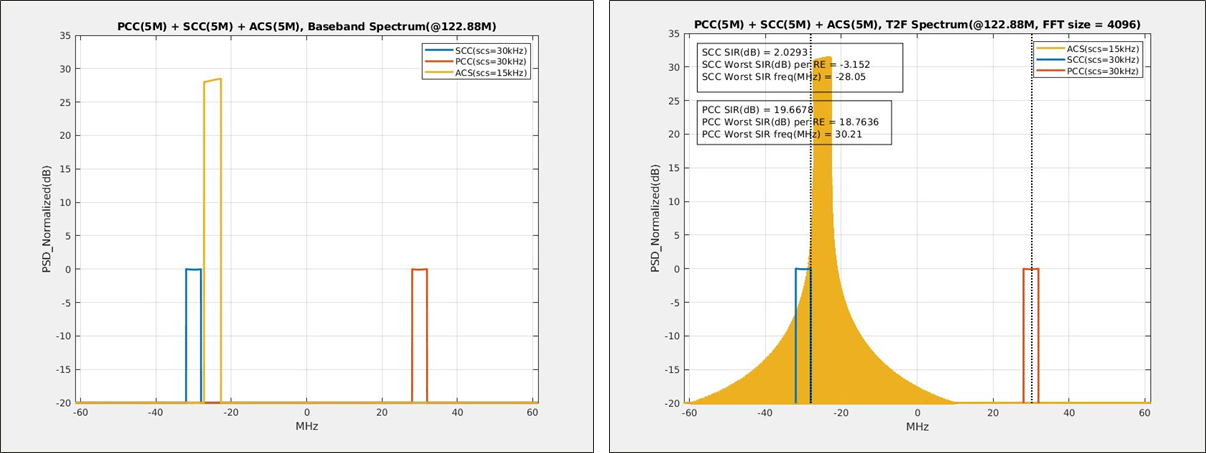 PCC(5M) + SCC(5M) + ACS(5M), Baseband Spectrum(@122.88M)
35
30
25
20
15
10
5
0
-5
-10
-15
-20
PSD_Normalized(dB)
SCC(scs=30kHz)
PCC(scs=30kHz)
ACS(scs=15kHz)
-60
-40
-20
0
20
40
60
MHz
PCC(5M) + SCC(5M) + ACS(5M), T2F Spectrum(@122.88M, FFT size = 4096)
35
30
25
20
15
10
5
0
-5
-10
-15
-20
PSD_Normalized(dB)
SCC SIR(dB) = 2.0293
SCC Worst SIR(dB) per RE = -3.152
SCC Worst SIR freq(MHz) = -28.05
PCC SIR(dB) = 19.6678
PCC Worst SIR(dB) per RE = 18.7636
PCC Worst SIR freq(MHz) = 30.21
ACS(scs=15kHz)
SCC(scs=30kHz)
PCC(scs=30kHz)
-60
-40
-20
0
20
40
60
MHz